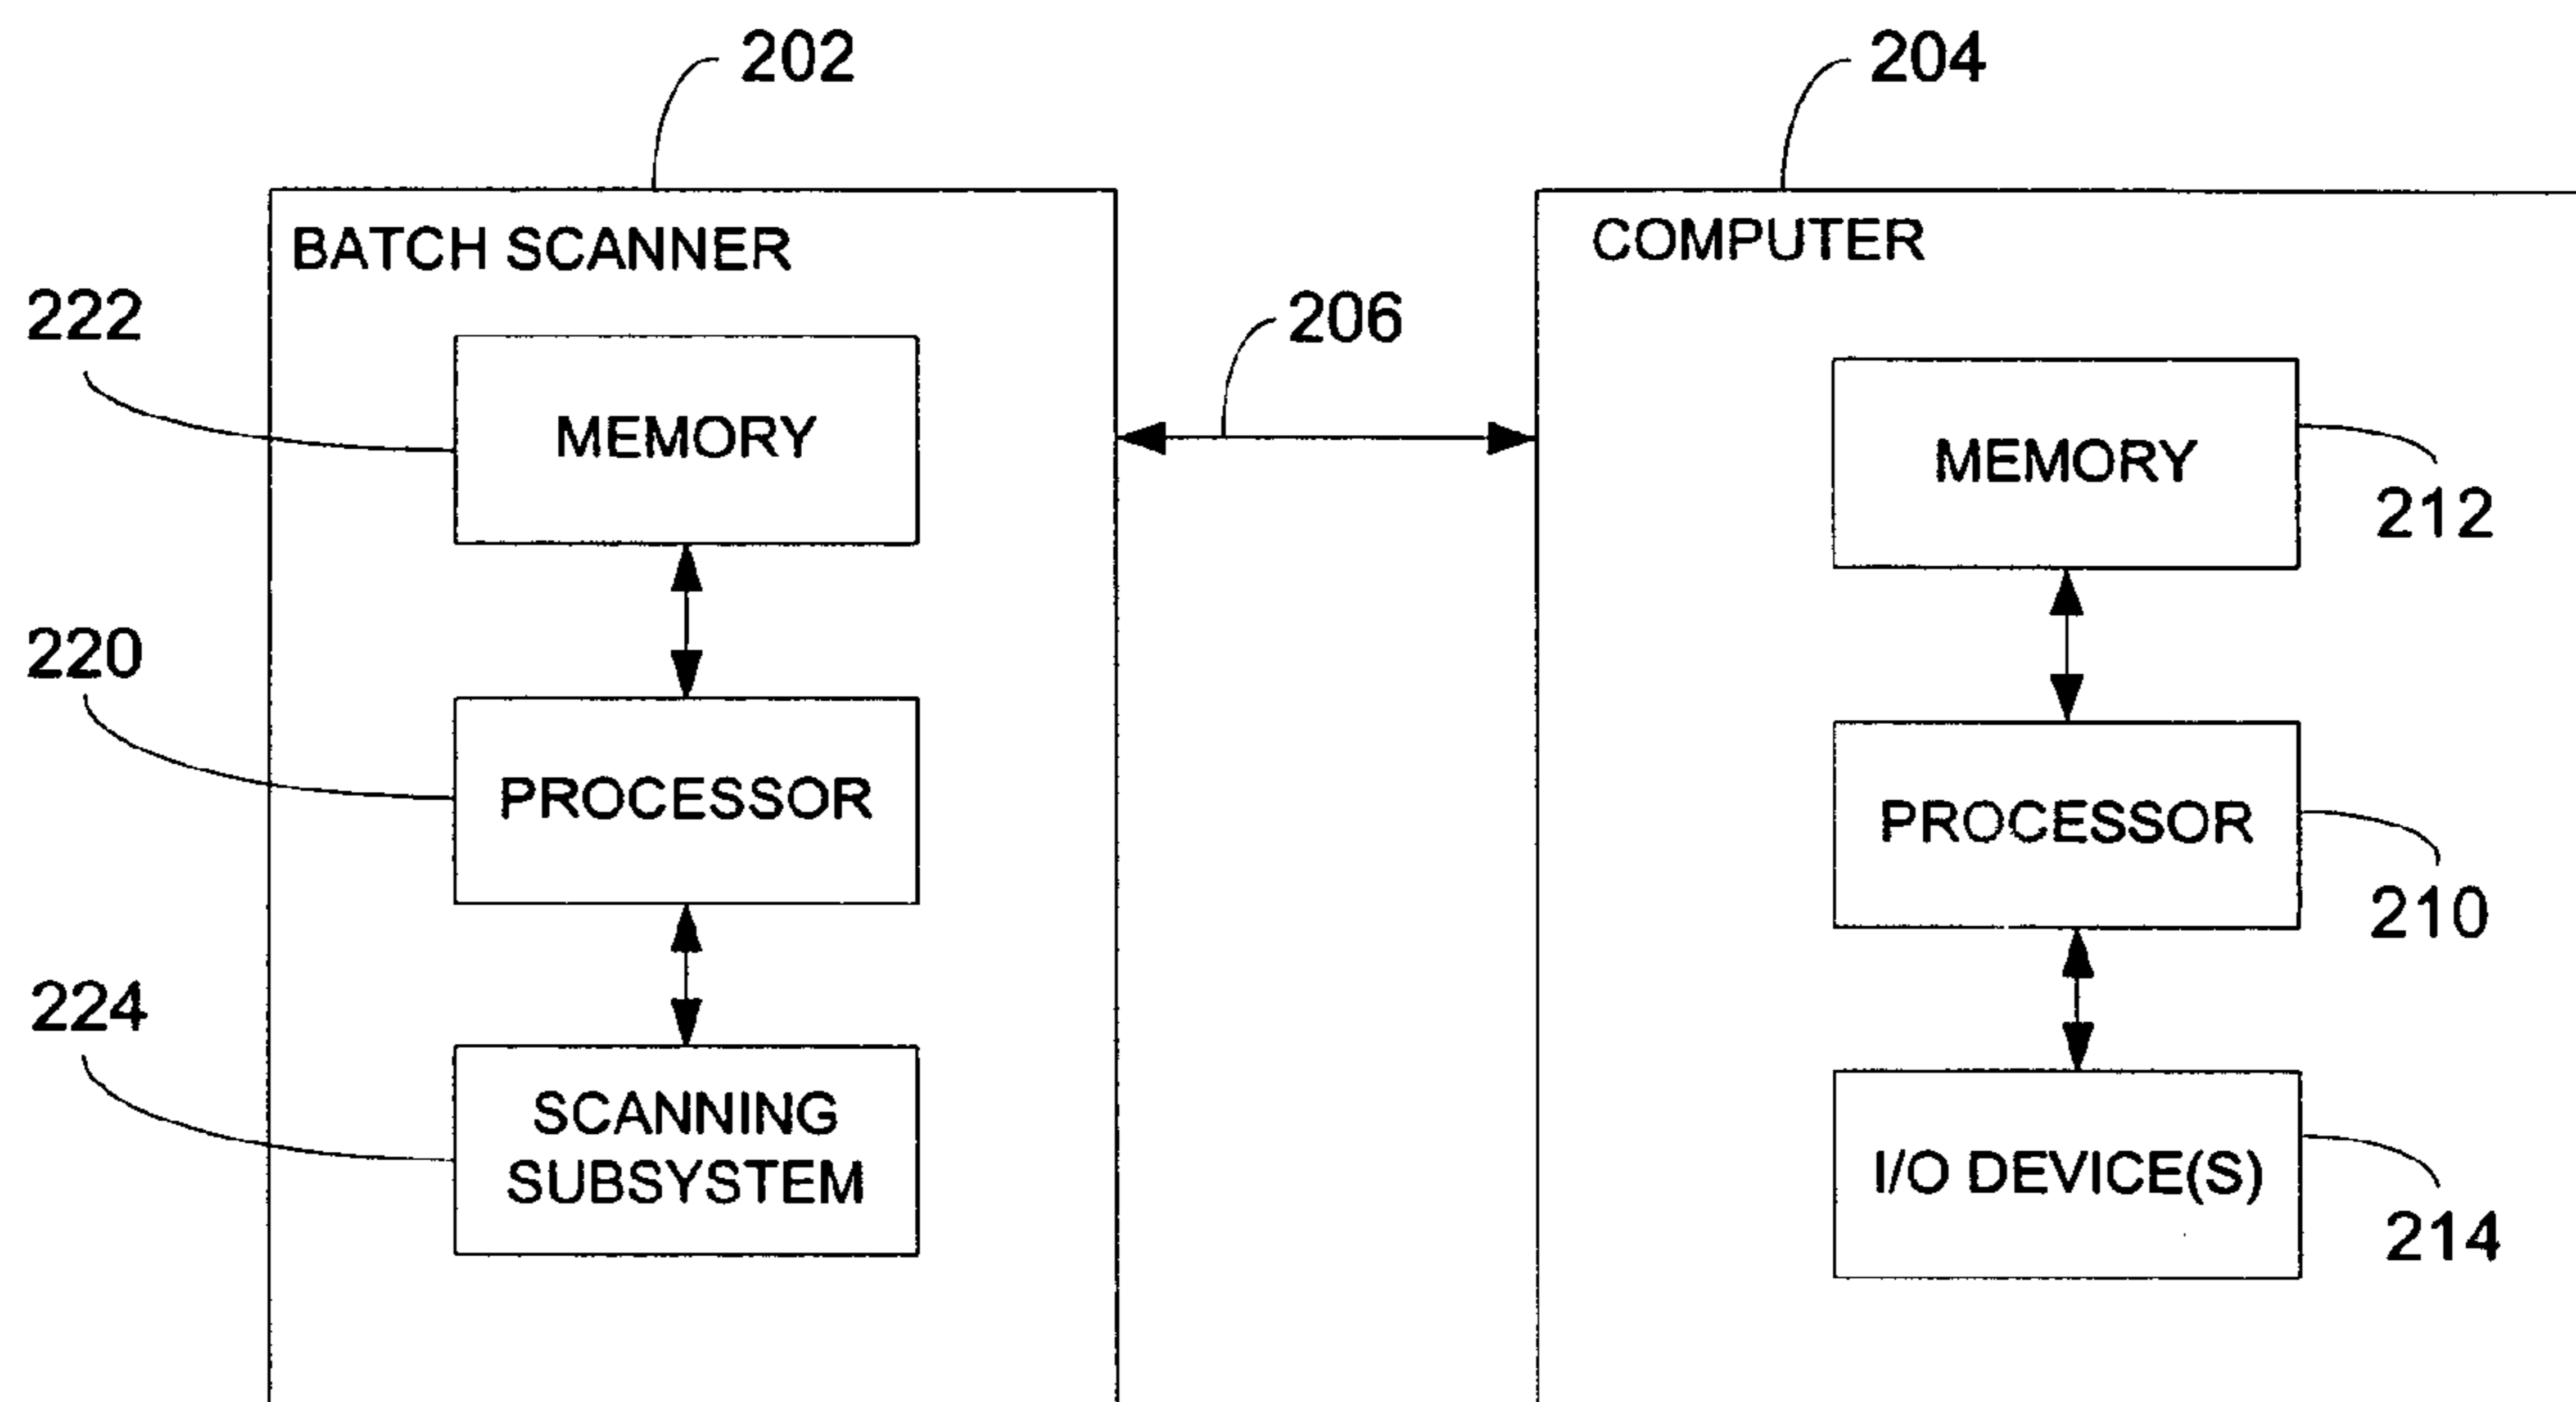 202
204
BATCH SCANNER
COMPUTER
222
206
MEMORY
MEMORY
212
220
PROCESSOR
PROCESSOR
210
224
SCANNING
SUBSYSTEM
I/O DEVICE(S)
214